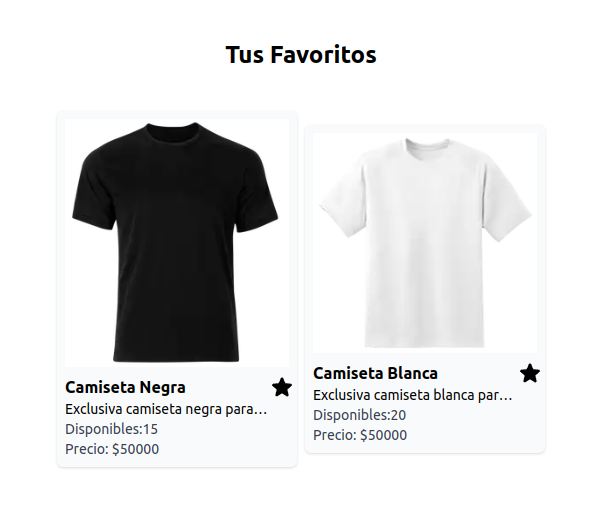 Tus Favoritos
Camiseta Negra
Exclusiva camiseta negra para...
Disponibles:15
Precio: $50000
Camiseta Blanca
Exclusiva camiseta blanca par...
Disponibles:20
Precio: $50000